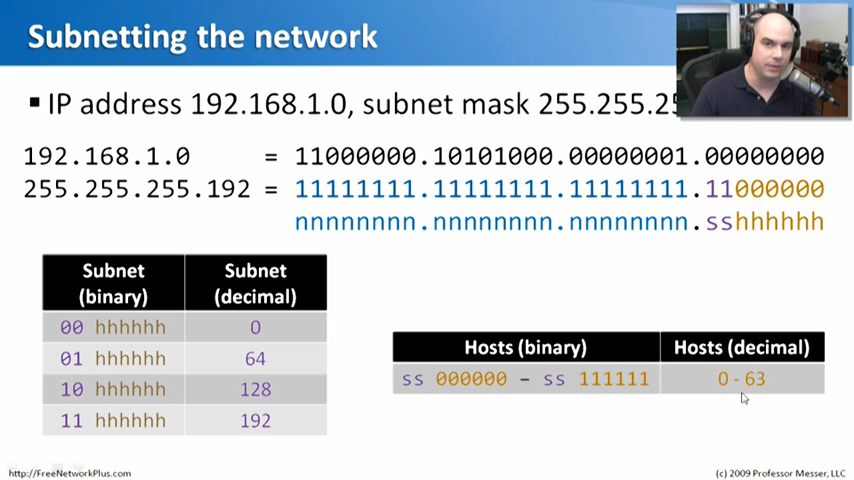 Subnetting the network
▪ IP address 192.168.1.0, subnet mask 255.255.25
192.168.1.0 = 11000000.10101000.00000001.00000000
255.255.255.192 = 11111111.11111111.11111111.11000000
nnnnnnnn.nnnnnnnn.nnnnnnnn.sshhhhhh
Subnet (binary) Subnet (decimal)
00 hhhhhh 0
01 hhhhhh 64
10 hhhhhh 128
11 hhhhhh 192
Hosts (binary) Hosts (decimal)
ss 000000 – ss 111111 0 - 63
http://FreeNetworkPlus.com (c) 2009 Professor Messer, LLC